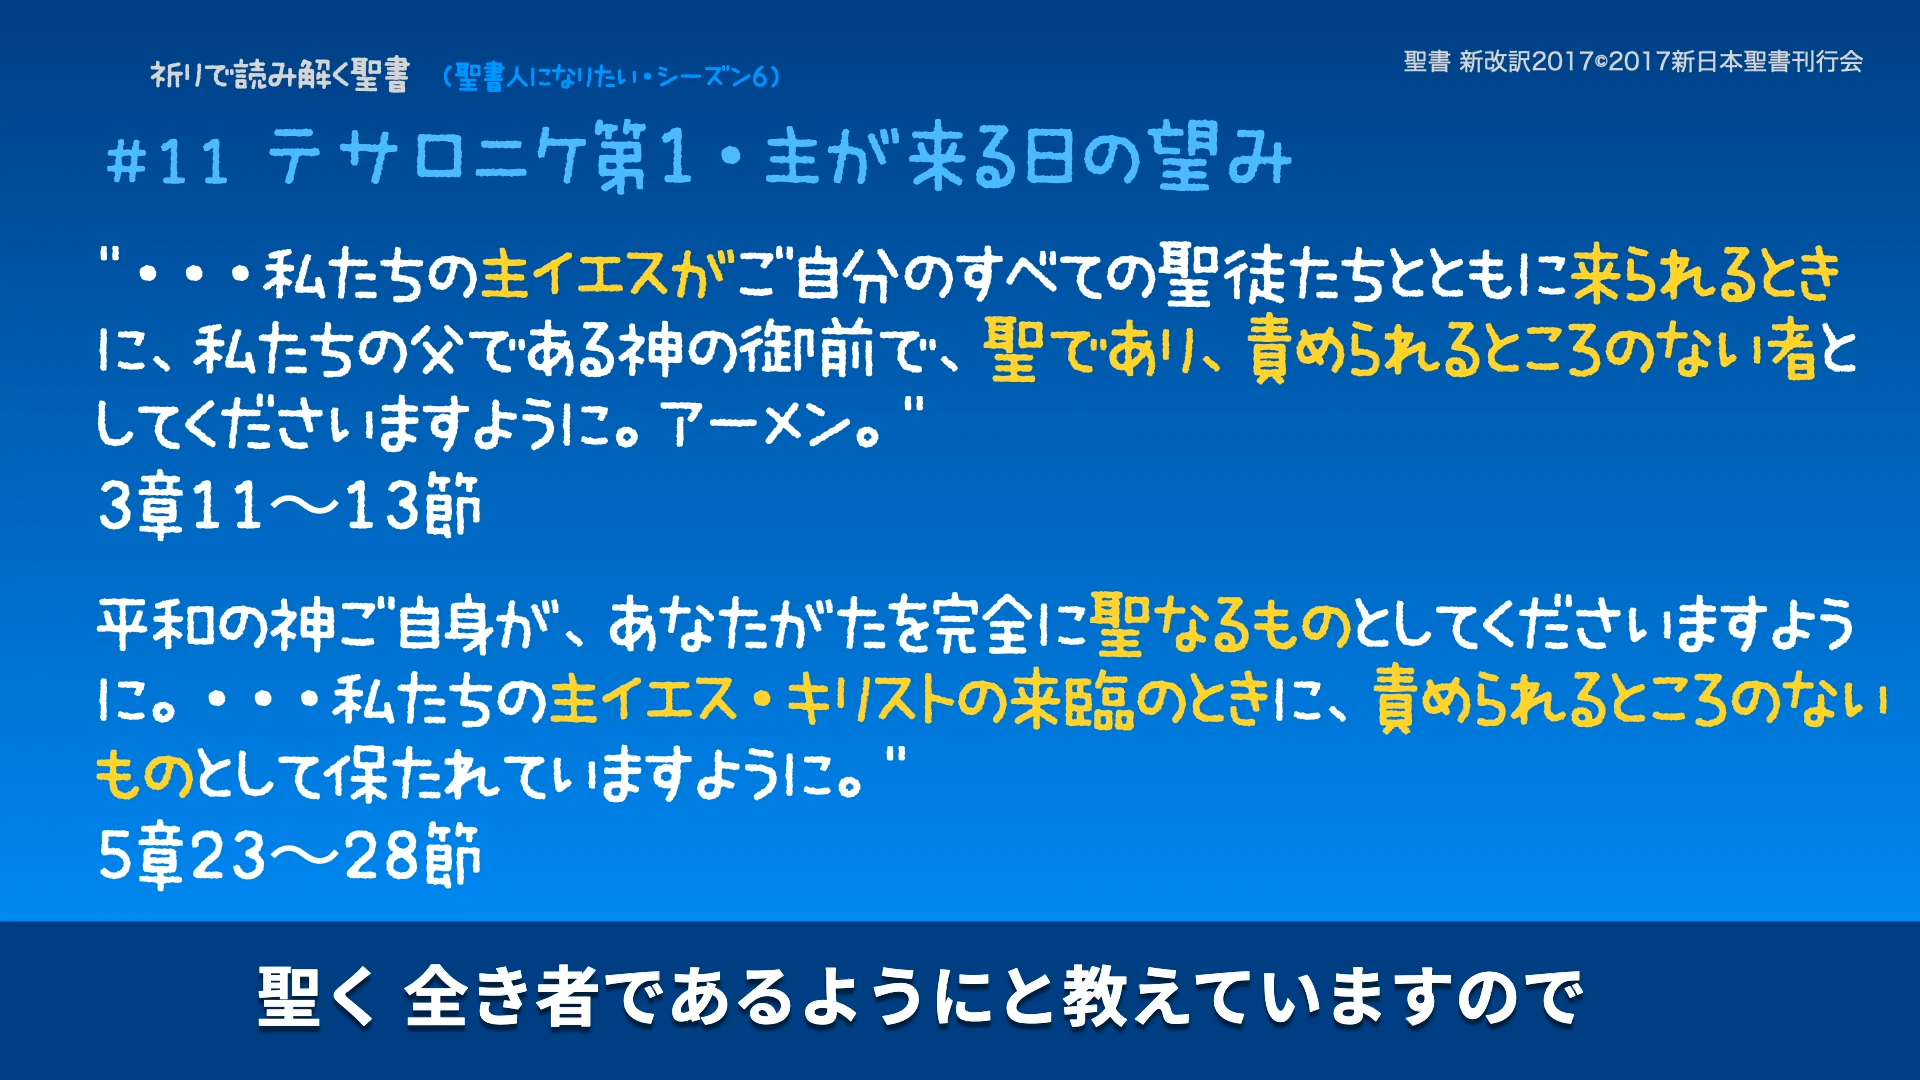 祈りで読み解く聖書 (聖書人になりたい・シーズン6)
聖書 新改訳2017©2017新日本聖書刊行会
#11 テサロニケ第1・主が来る日の望み
"・・・私たちの主イエスがご自分のすべての聖徒たちとともに来られるとき
に、私たちの父である神の御前で、聖であり、責められるところのない者と
してくださいますように。アーメン。"
3章11〜13節
平和の神ご自身が、あなたがたを完全に聖なるものとしてくださいますよう
に。・・・私たちの主イエス・キリストの来臨のときに、責められるところのない
ものとして保たれていますように。"
5章23〜28節
聖く 全き者であるようにと教えていますので